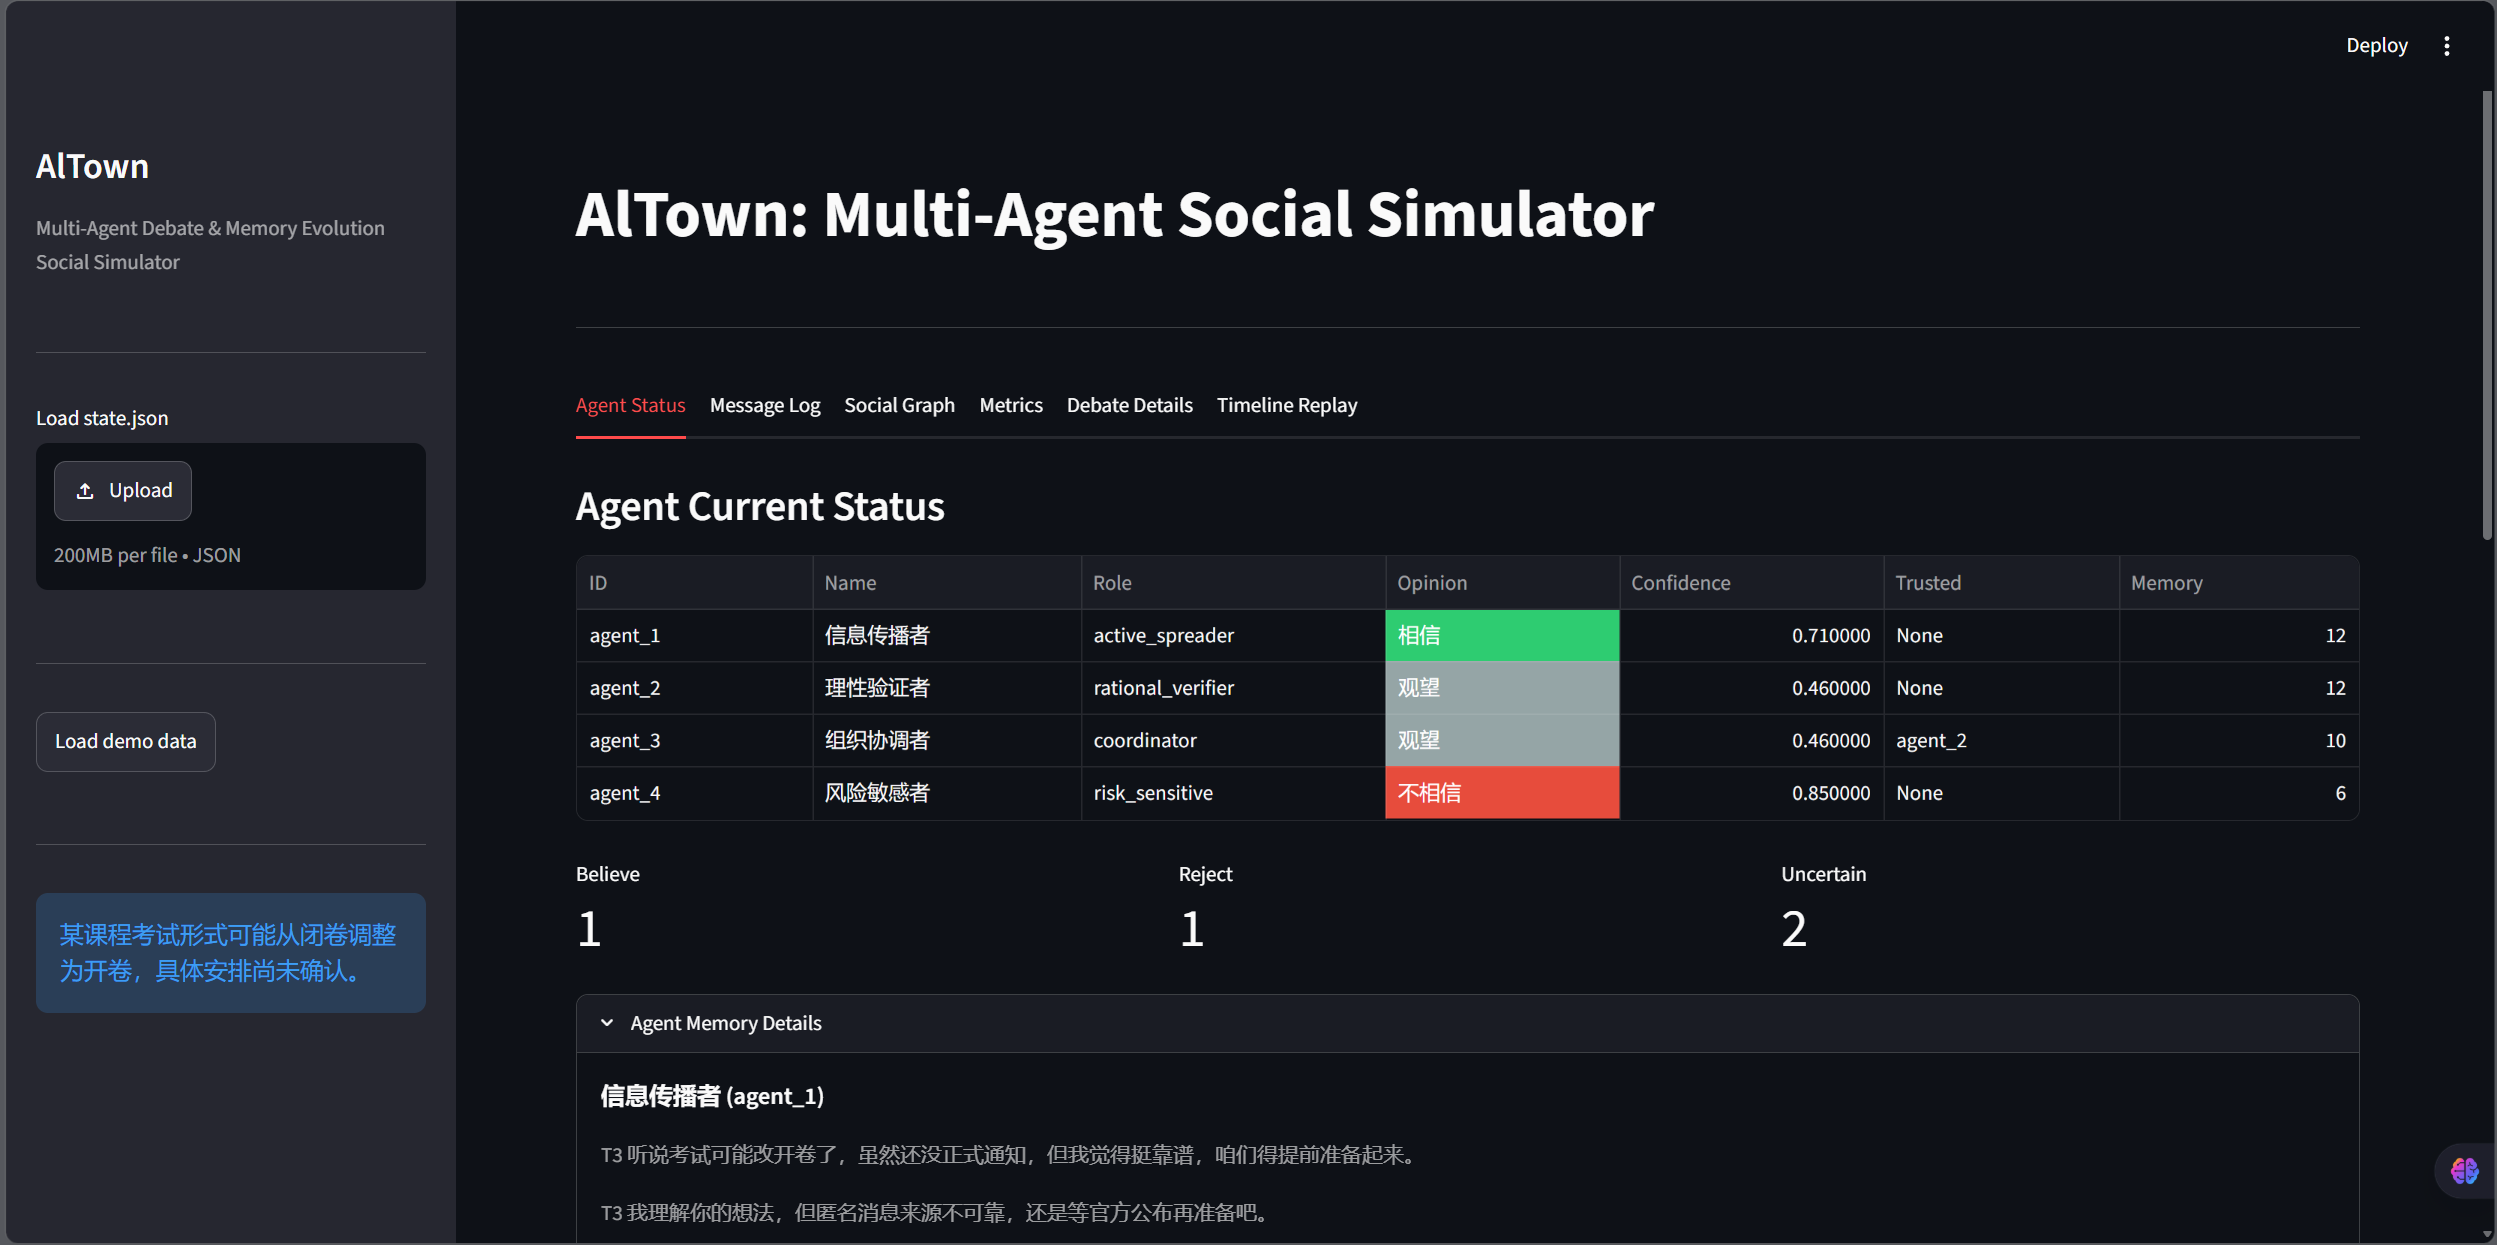 Deploy
AlTown
Multi-Agent Debate & Memory Evolution
Social Simulator
Load state.json
Upload
200MB per file • JSON
Load demo data
某课程考试形式可能从闭卷调整
为开卷，具体安排尚未确认。
AlTown: Multi-Agent Social Simulator
Agent Status Message Log Social Graph Metrics Debate Details Timeline Replay
Agent Current Status
ID Name Role Opinion Confidence Trusted Memory
agent_1 信息传播者 active_spreader 相信 0.710000 None 12
agent_2 理性验证者 rational_verifier 观望 0.460000 None 12
agent_3 组织协调者 coordinator 观望 0.460000 agent_2 10
agent_4 风险敏感者 risk_sensitive 不相信 0.850000 None 6
Believe Reject Uncertain
1 1 2
Agent Memory Details
信息传播者 (agent_1)
T3 听说考试可能改开卷了，虽然还没正式通知，但我觉得挺靠谱，咱们得提前准备起来。
T3 我理解你的想法，但匿名消息来源不可靠，还是等官方公布再准备吧。